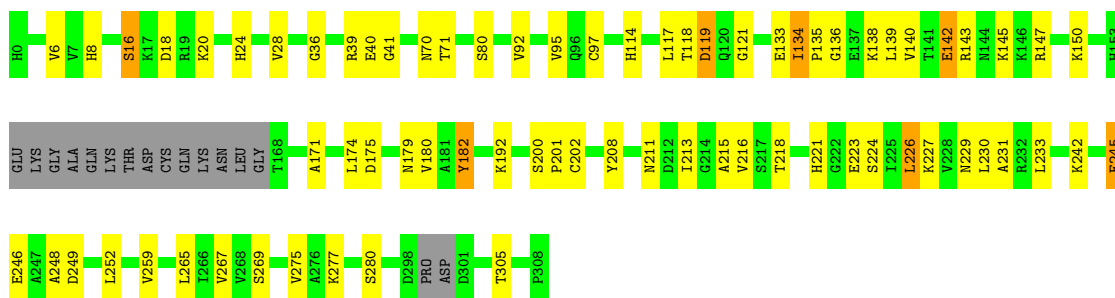 H0 V6 V7 H8 S16 K17 D18 R19 K20 H24 V28 G36 R39 E40 G41 N70 T71 S80 V92 V95 Q96 C97 H114 L117 T118 D119 Q120 G121 E133 I134 P135 G136 E137 K138 L139 V140 T141 E142 R143 N144 K145 K146 R147 K150 H153
GLU LYS GLY ALA GLN LYS THR ASP CYS GLN LYS ASN LEU GLY T168 A171 L174 D175 N179 V180 A181 Y182 K192 S200 P201 C202 Y208 N211 D212 I213 G214 A215 V216 S217 T218 H221 G222 E223 S224 I225 L226 K227 V228 N229 L230 A231 R232 L233 K242
E246 A247 A248 D249 L252 V259 L265 I266 V267 V268 S269 V275 A276 K277 S280 D298 PRO ASP D301 T305 P308